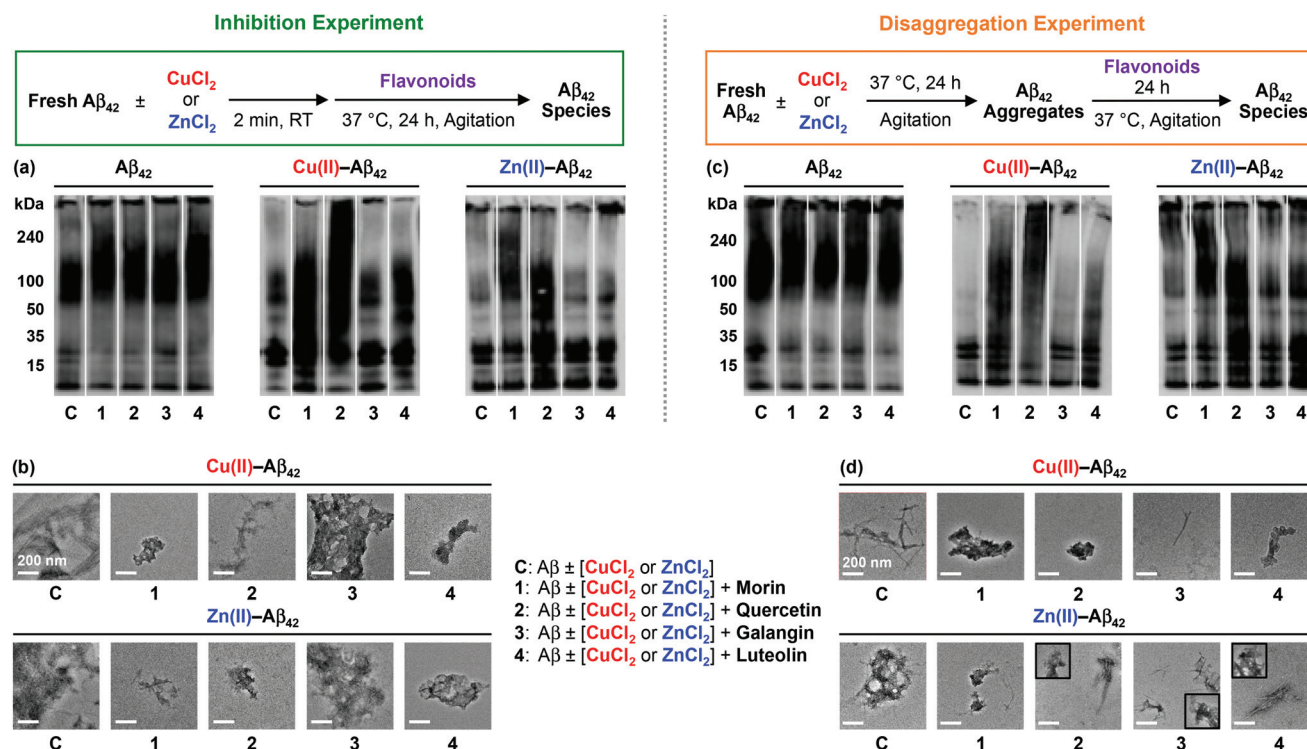 Inhibition Experiment
Fresh Aβ₄₂ ± CuCl₂ or ZnCl₂
2 min, RT
Flavonoids
37 °C, 24 h, Agitation
Aβ₄₂ Species
(a)
Aβ₄₂
Cu(II)–Aβ₄₂
Zn(II)–Aβ₄₂
kDa
240
100
50
35
15
C 1 2 3 4
C 1 2 3 4
C 1 2 3 4
(b)
Cu(II)–Aβ₄₂
200 nm
C 1 2 3 4
Zn(II)–Aβ₄₂
C 1 2 3 4
C: Aβ ± [CuCl₂ or ZnCl₂]
1: Aβ ± [CuCl₂ or ZnCl₂] + Morin
2: Aβ ± [CuCl₂ or ZnCl₂] + Quercetin
3: Aβ ± [CuCl₂ or ZnCl₂] + Galangin
4: Aβ ± [CuCl₂ or ZnCl₂] + Luteolin
Disaggregation Experiment
Fresh Aβ₄₂ ± CuCl₂ or ZnCl₂
37 °C, 24 h
Agitation
Aβ₄₂ Aggregates
Flavonoids
24 h
37 °C, Agitation
Aβ₄₂ Species
(c)
Aβ₄₂
Cu(II)–Aβ₄₂
Zn(II)–Aβ₄₂
kDa
240
100
50
35
15
C 1 2 3 4
C 1 2 3 4
C 1 2 3 4
(d)
Cu(II)–Aβ₄₂
200 nm
C 1 2 3 4
Zn(II)–Aβ₄₂
C 1 2 3 4